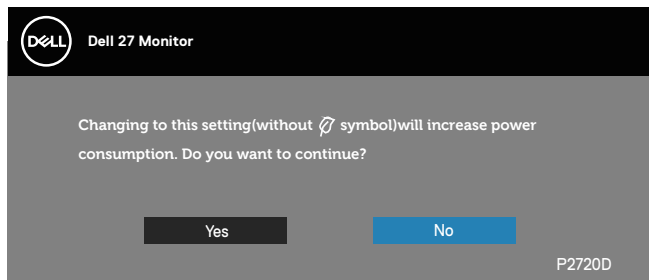 DELL
Dell 27 Monitor
Changing to this setting(without symbol)will increase power
consumption. Do you want to continue?
Yes
No
P2720D